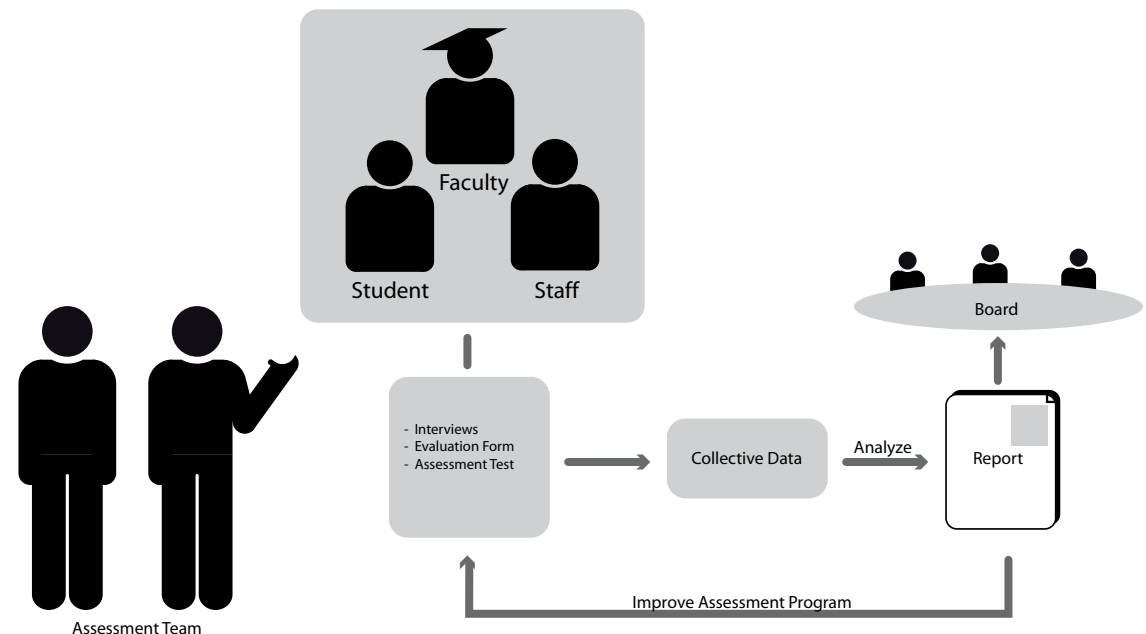 Faculty
Student
Staff
Board
- Interviews
- Evaluation Form
- Assessment Test
Collective Data
Analyze
Report
Improve Assessment Program
Assessment Team